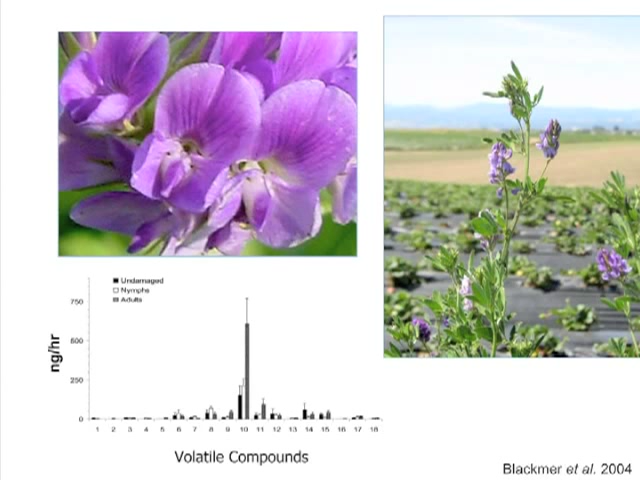 Undamaged
Nymphs
Adults
750
500
250
0
ng/hr
1 2 3 4 5 6 7 8 9 10 11 12 13 14 15 16 17 18
Volatile Compounds
Blackmer et al. 2004